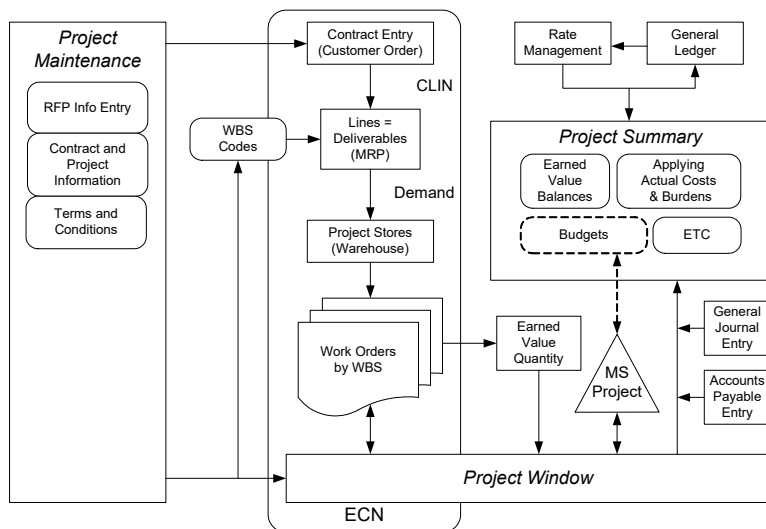 Project
Maintenance
RFP Info Entry
Contract and
Project
Information
Terms and
Conditions
WBS
Codes
Contract Entry
(Customer Order)
CLIN
Lines =
Deliverables
(MRP)
Demand
Project Stores
(Warehouse)
Work Orders
by WBS
ECN
Earned
Value
Quantity
Rate
Management
General
Ledger
Project Summary
Earned
Value
Balances
Applying
Actual Costs
& Burdens
Budgets
ETC
MS
Project
General
Journal
Entry
Accounts
Payable
Entry
Project Window